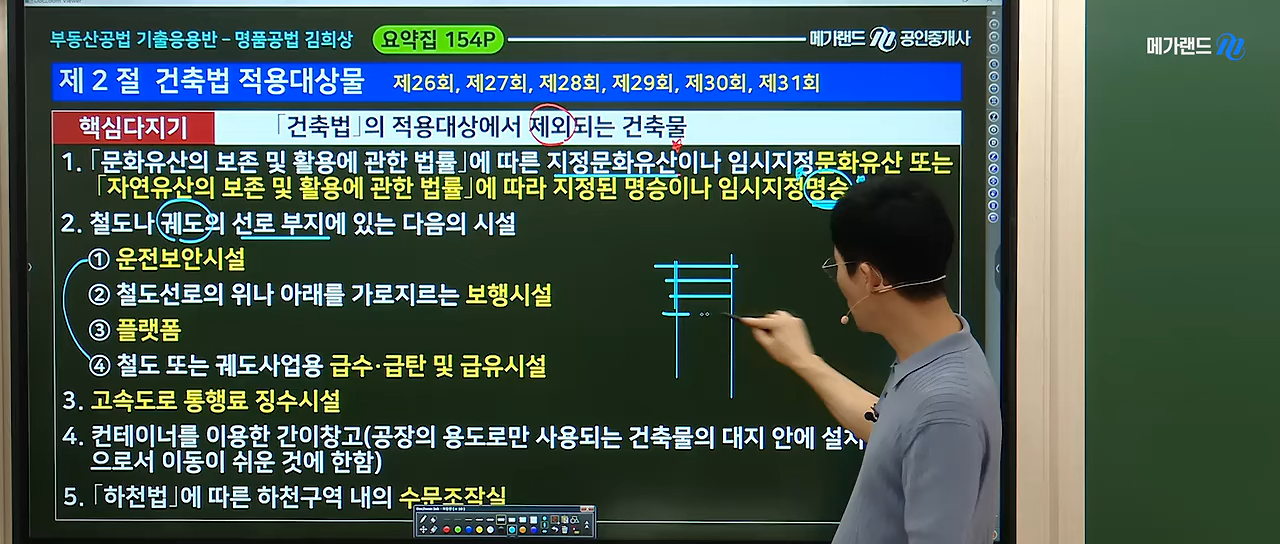 부동산공법 기출응용반 – 명품공법 김희상 요약집 154P 메가랜드 공인중개사
메가랜드
제 2 절 건축법 적용대상물 제26회, 제27회, 제28회, 제29회, 제30회, 제31회
핵심다지기 「건축법」의 적용대상에서 제외되는 건축물
1. 「문화유산의 보존 및 활용에 관한 법률」에 따른 지정문화유산이나 임시지정문화유산 또는
「자연유산의 보존 및 활용에 관한 법률」에 따라 지정된 명승이나 임시지정명승
2. 철도나 궤도의 선로 부지에 있는 다음의 시설
① 운전보안시설
② 철도선로의 위나 아래를 가로지르는 보행시설
③ 플랫폼
④ 철도 또는 궤도사업용 급수·급탄 및 급유시설
3. 고속도로 통행료 징수시설
4. 컨테이너를 이용한 간이창고(공장의 용도로만 사용되는 건축물의 대지 안에 설치
으로서 이동이 쉬운 것에 한함)
5. 「하천법」에 따른 하천구역 내의 수문조작실